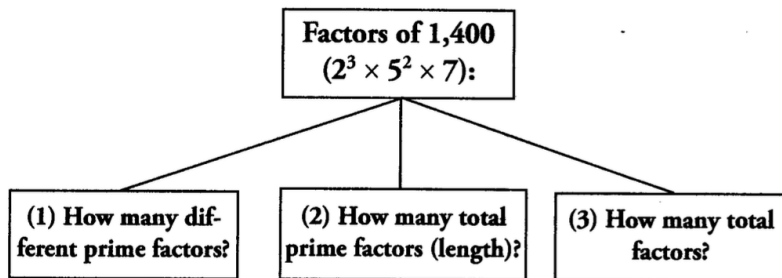 Factors of 1,400
(2³ × 5² × 7):
(1) How many dif-
ferent prime factors?
(2) How many total
prime factors (length)?
(3) How many total
factors?